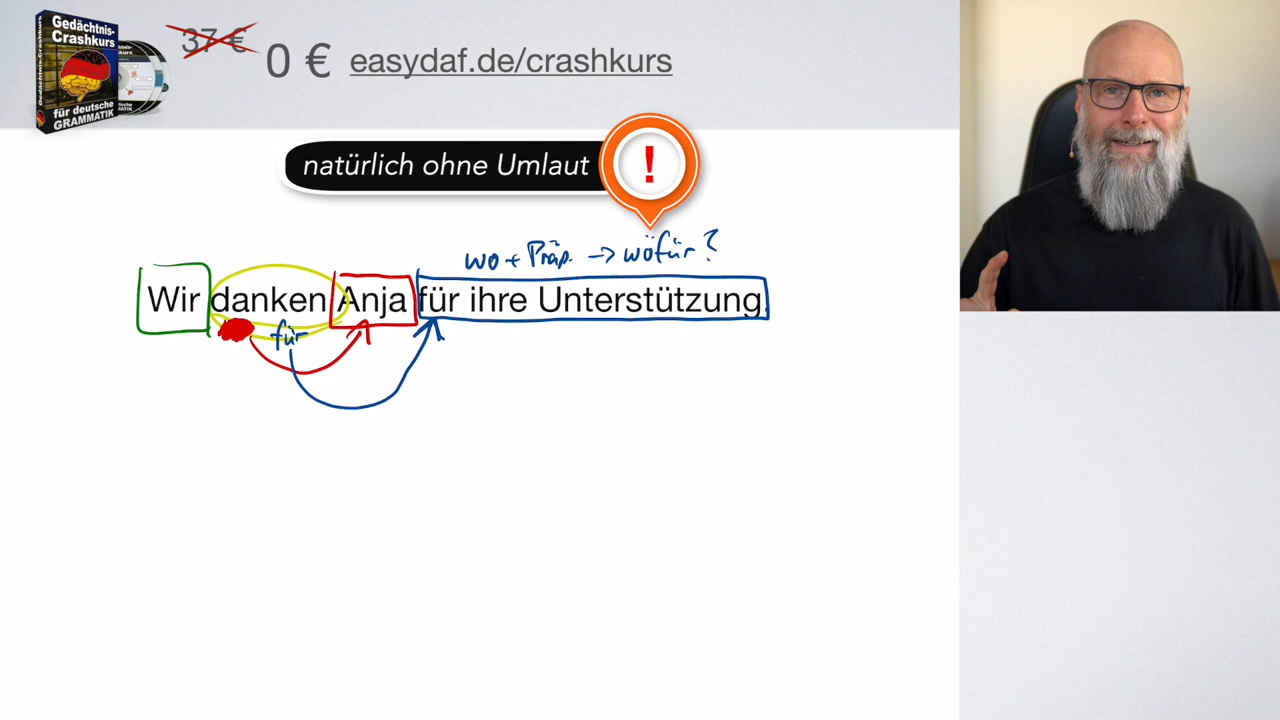 Gedächtnis-
Crashkurs
für deutsche
GRAMMATIK
37 €
0 € easydaf.de/crashkurs
natürlich ohne Umlaut
!
wo + Präp. → wöfür?
Wir danken Anja für ihre Unterstützung.
für